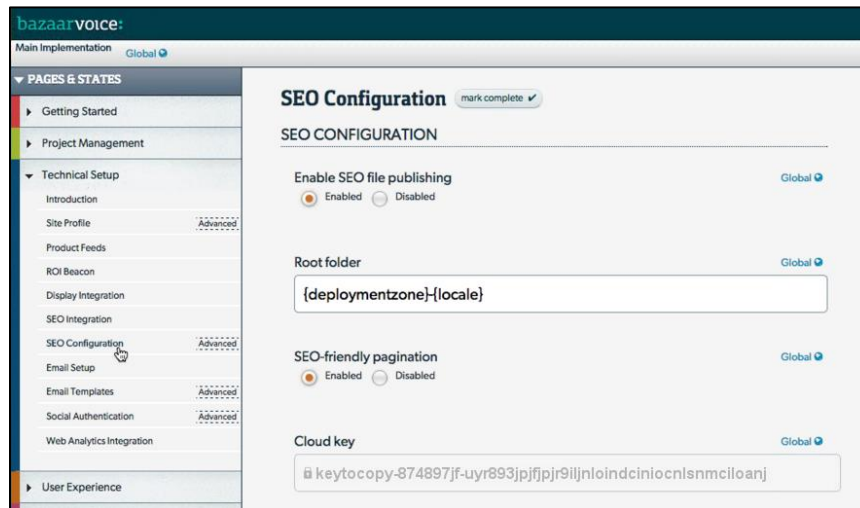 bazaarvoice:
Main Implementation Global
PAGES & STATES
Getting Started
Project Management
Technical Setup
Introduction
Site Profile Advanced
Product Feeds
ROI Beacon
Display Integration
SEO Integration
SEO Configuration Advanced
Email Setup
Email Templates Advanced
Social Authentication Advanced
Web Analytics Integration
User Experience
SEO Configuration mark complete ✔
SEO CONFIGURATION
Enable SEO file publishing Global
Enabled Disabled
Root folder Global
{deploymentzone}-{locale}
SEO-friendly pagination Global
Enabled Disabled
Cloud key Global
keytocopy-874897jf-uyr893jpjfjpjr9iljnloindciniocnlsnmciloanj